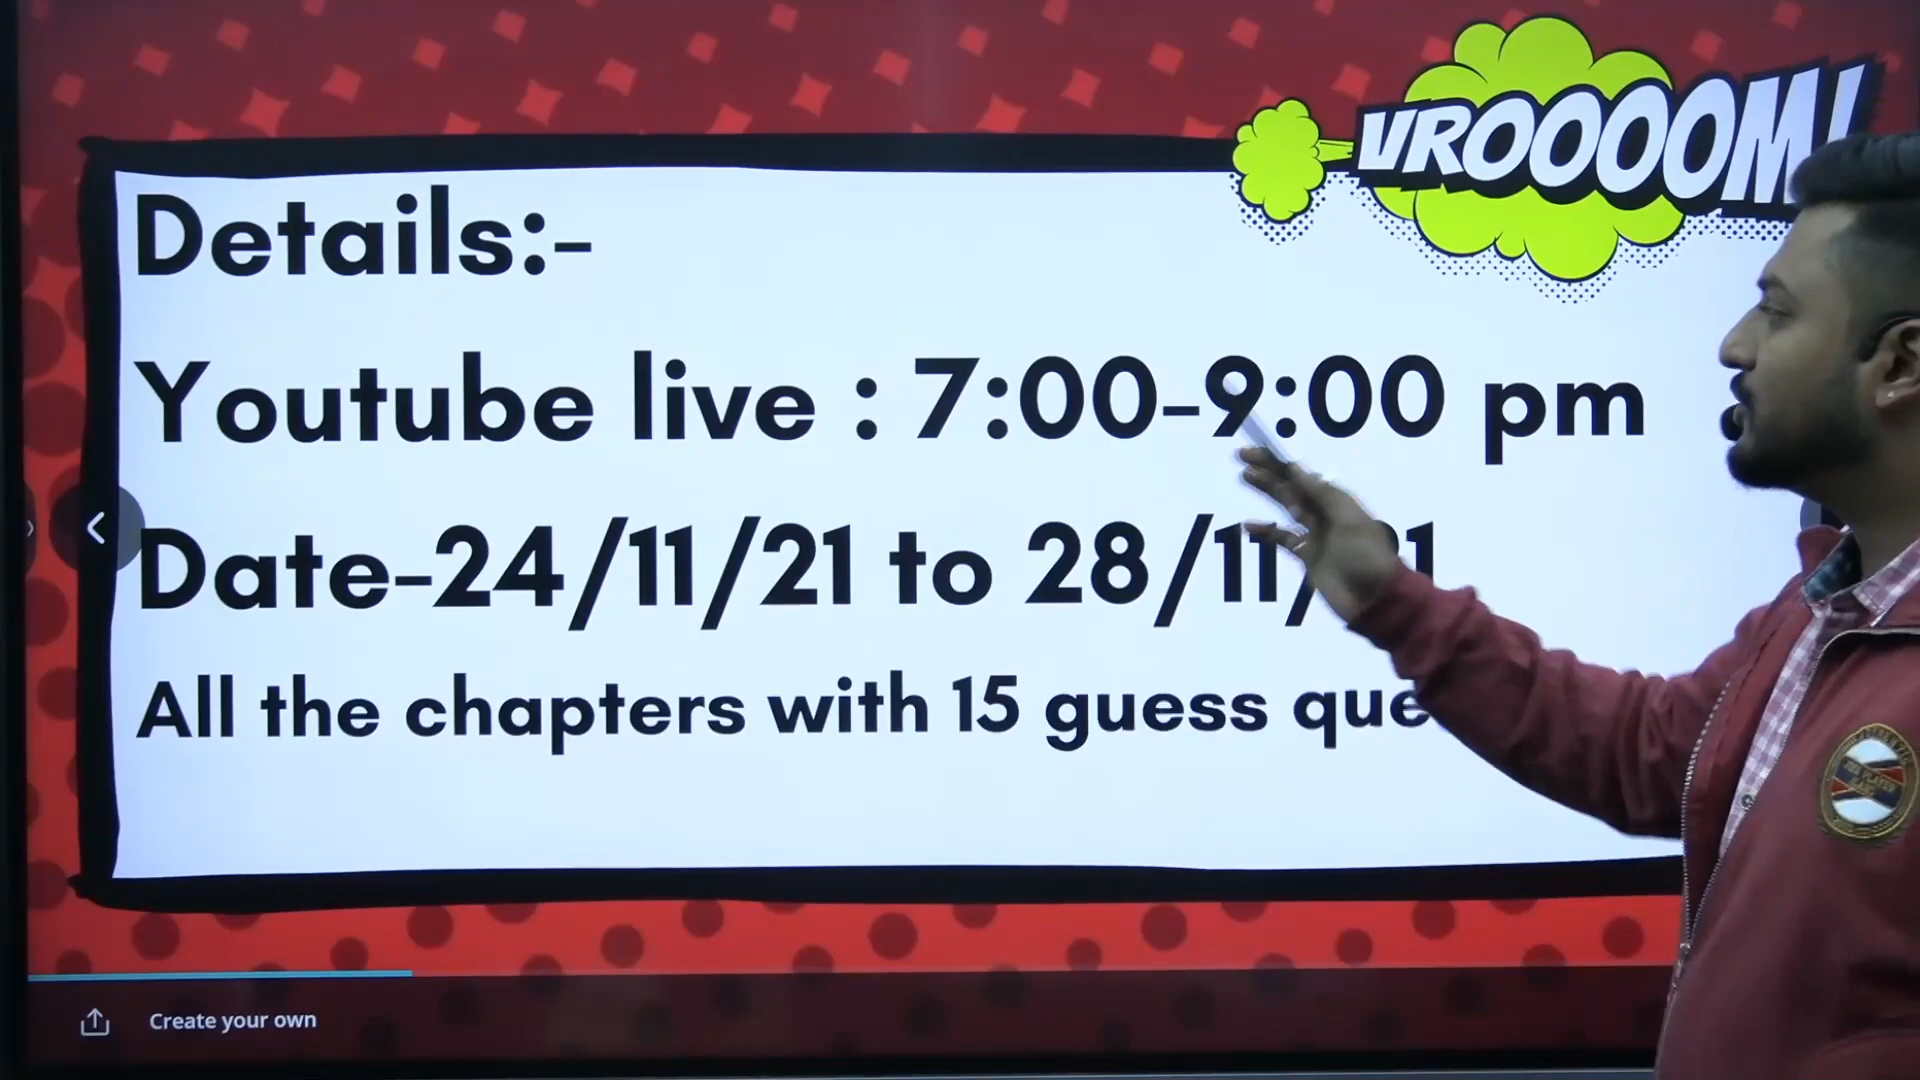 VROOOOM!
Details:-
Youtube live : 7:00-9:00 pm
Date-24/11/21 to 28/11/21
All the chapters with 15 guess
Create your own